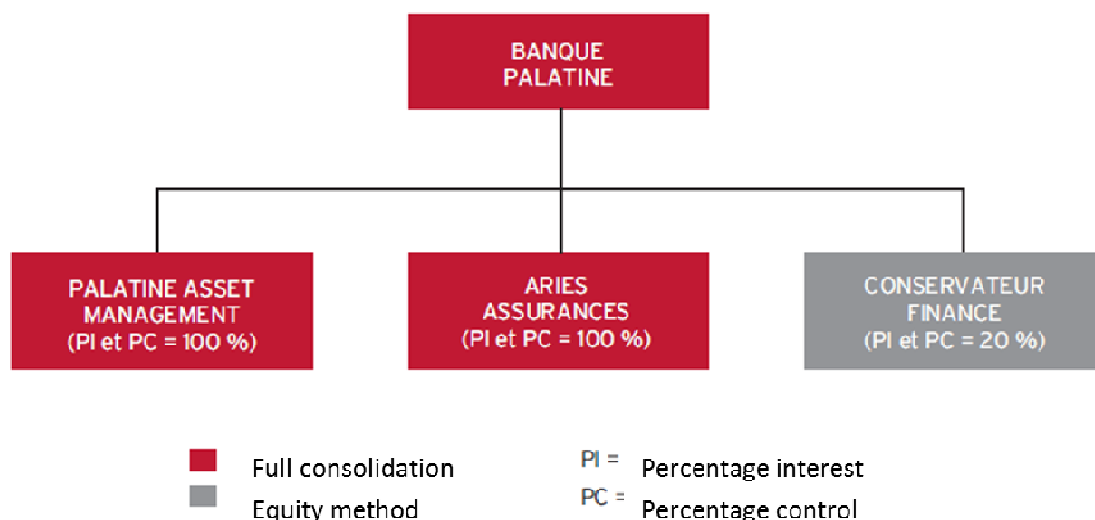 BANQUE
PALATINE
PALATINE ASSET
MANAGEMENT
(PI et PC = 100 %)
ARIES
ASSURANCES
(PI et PC = 100 %)
CONSERVATEUR
FINANCE
(PI et PC = 20 %)
Full consolidation
Equity method
PI = Percentage interest
PC = Percentage control